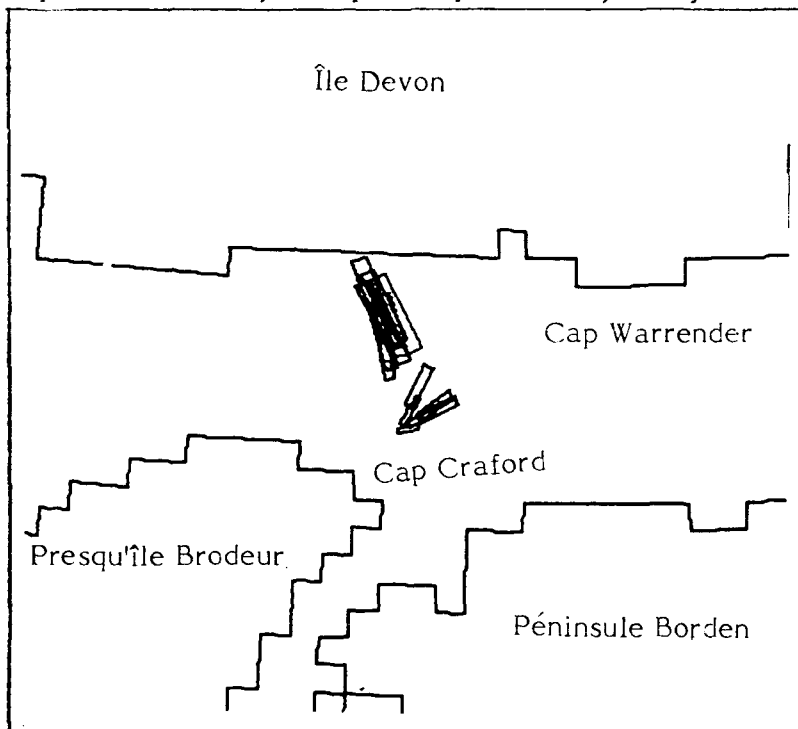 Île Devon
Cap Warrender
Cap Craford
Presqu'île Brodeur
Péninsule Borden